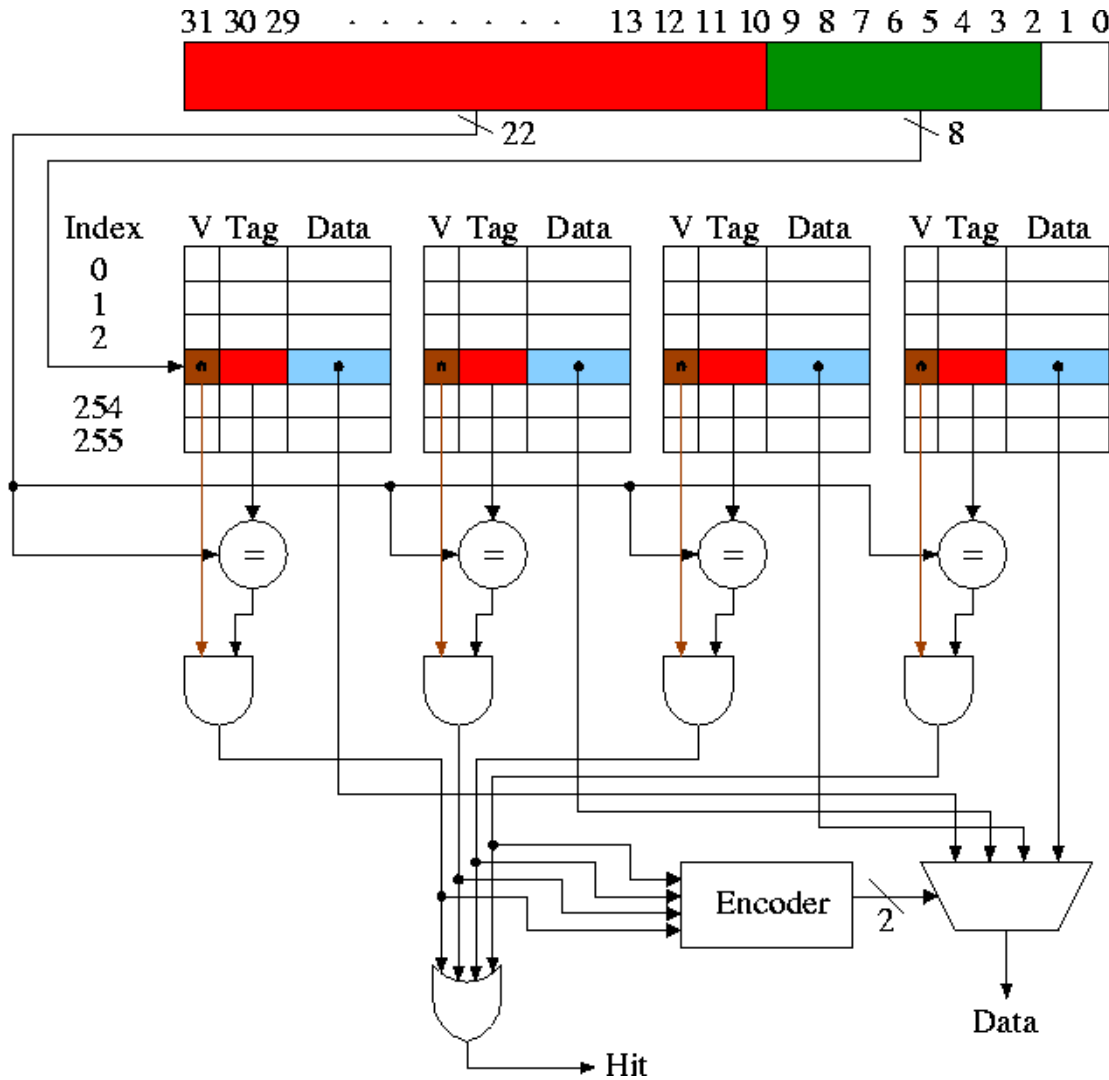 31 30 29 . . . . . . . 13 12 11 10 9 8 7 6 5 4 3 2 1 0
22 8
Index V Tag Data V Tag Data V Tag Data V Tag Data
0
1
2
254
255
= = = =
Encoder
2
Data
Hit